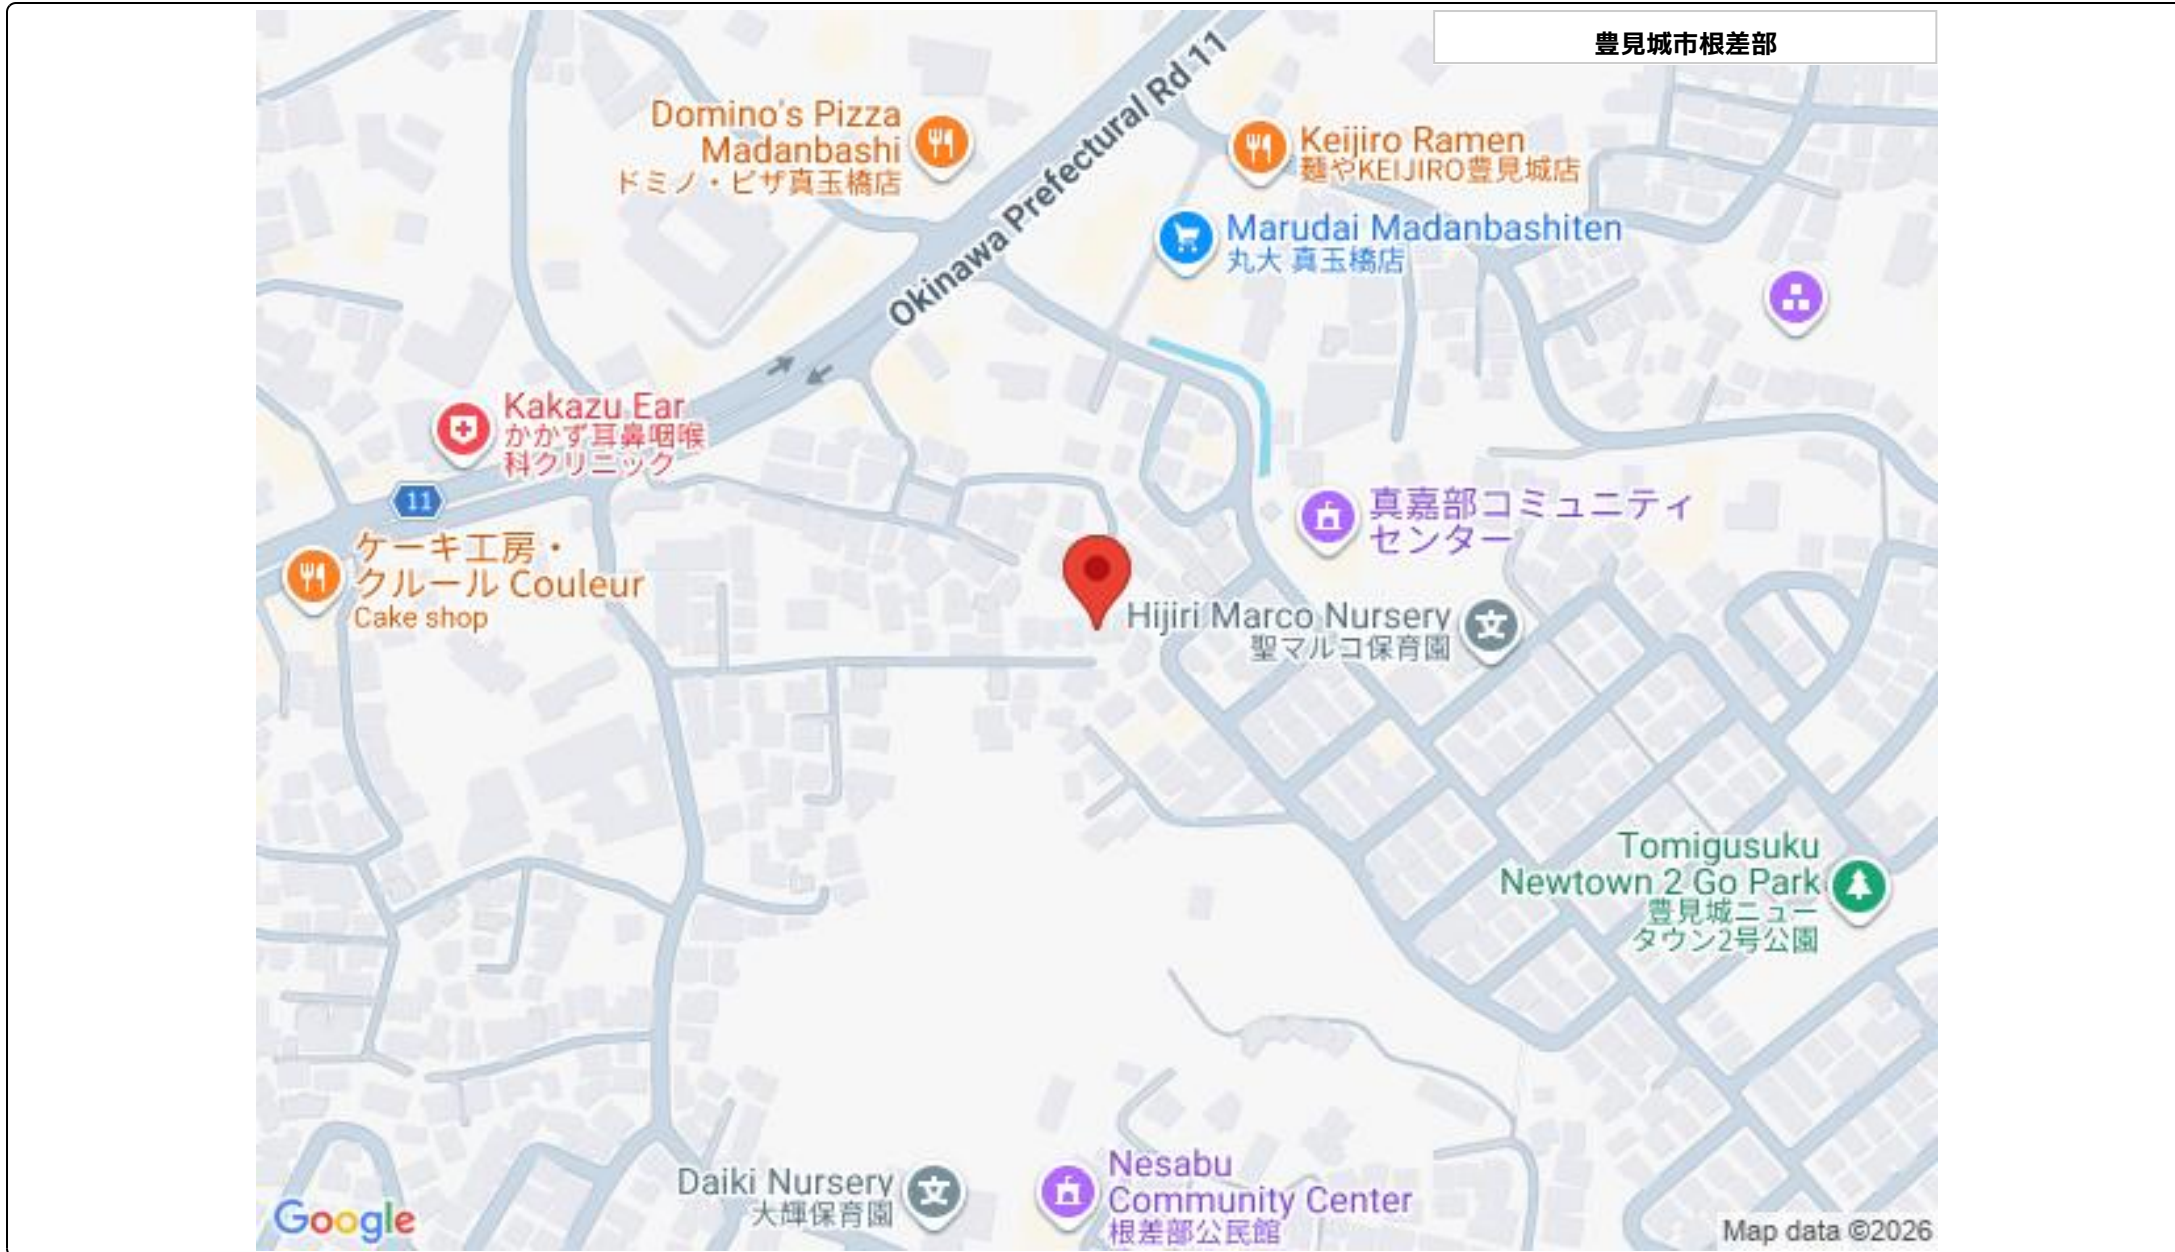 豊見城市根差部
Okinawa Prefectural Rd 11
Domino's Pizza
Madanbashi
ドミノ・ピザ真玉橋店
Keijiro Ramen
麺やKEIJIRO豊見城店
Marudai Madanbashiten
丸大 真玉橋店
Kakazu Ear
かかず耳鼻咽喉
科クリニック
11
真嘉部コミュニティ
センター
ケーキ工房・
クルール Couleur
Cake shop
Hijiri Marco Nursery
聖マルコ保育園
Tomigusuku
Newtown 2 Go Park
豊見城ニュー
タウン2号公園
Daiki Nursery
大輝保育園
Nesabu
Community Center
根差部公民館
Google
Map data ©2026